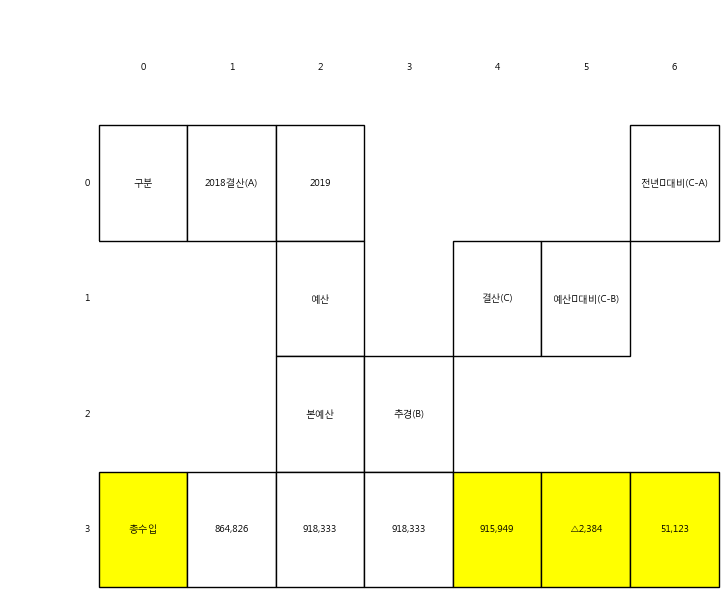 0 1 2 3 4 5 6
0 구분 2018결산(A) 2019 전년▯대비(C-A)
1 예산 결산(C) 예산▯대비(C-B)
2 본예산 추경(B)
3 총수입 864,826 918,333 918,333 915,949 △2,384 51,123